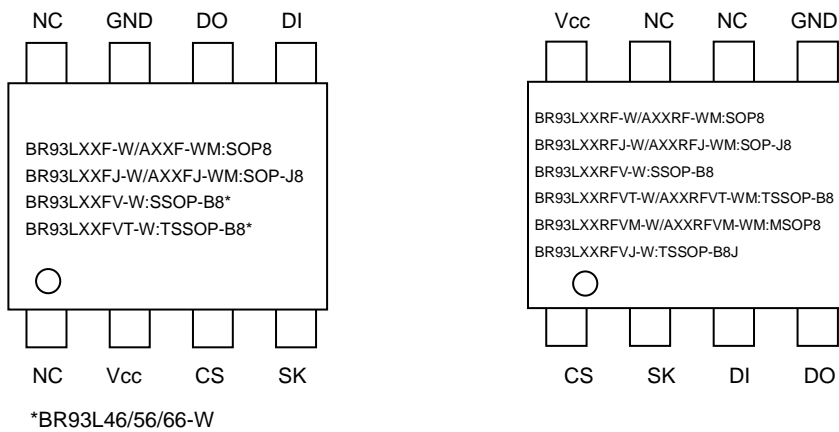 NC GND DO DI
BR93LXXF-W/AXXF-WM:SOP8
BR93LXXFJ-W/AXXFJ-WM:SOP-J8
BR93LXXFV-W:SSOP-B8*
BR93LXXFVT-W:TSSOP-B8*
NC Vcc CS SK
*BR93L46/56/66-W
Vcc NC NC GND
BR93LXXRF-W/AXXRF-WM:SOP8
BR93LXXRFJ-W/AXXRFJ-WM:SOP-J8
BR93LXXRFV-W:SSOP-B8
BR93LXXRFVT-W/AXXRFVT-WM:TSSOP-B8
BR93LXXRFVM-W/AXXRFVM-WM:MSOP8
BR93LXXRFVJ-W:TSSOP-B8J
CS SK DI DO